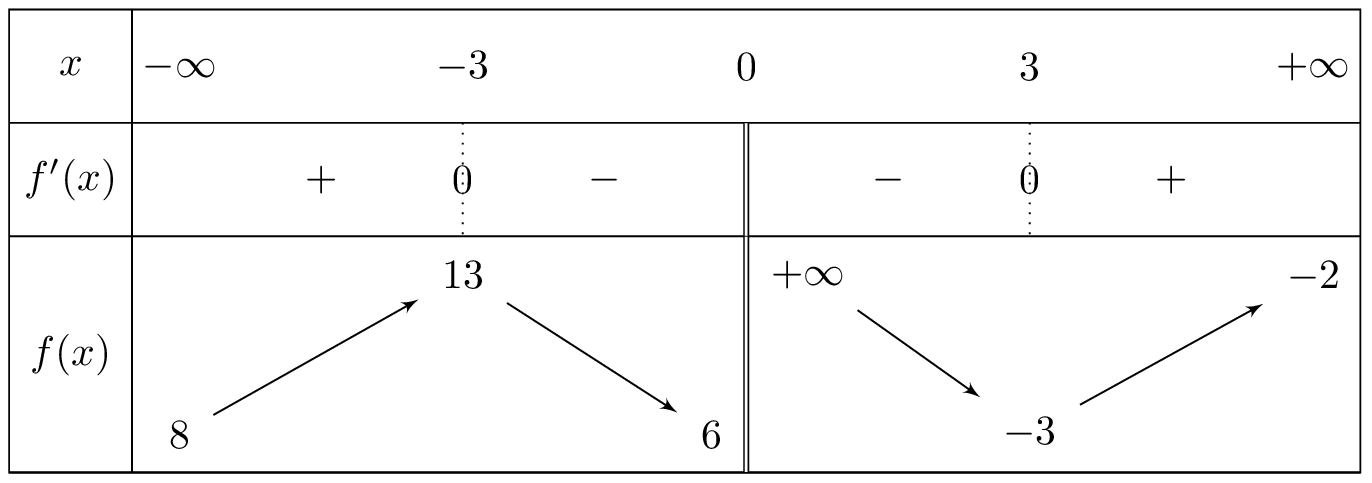 x −∞ −3 0 3 +∞
f′(x) + 0 − − 0 +
13 +∞ −2
f(x)
8 6 −3